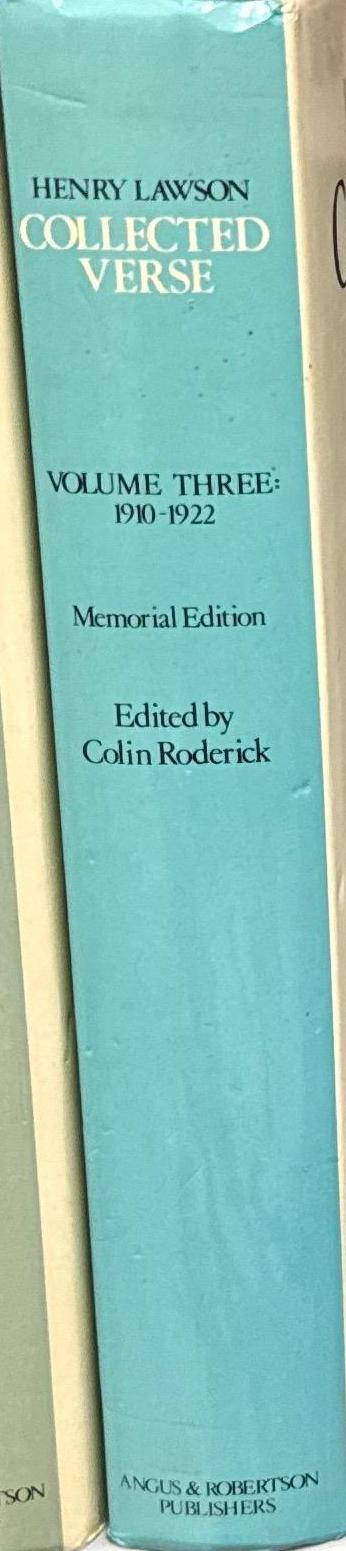 HENRY LAWSON
COLLECTED
VERSE
VOLUME THREE:
1910-1922
Memorial Edition
Edited by
Colin Roderick
ANGUS & ROBERTSON
PUBLISHERS